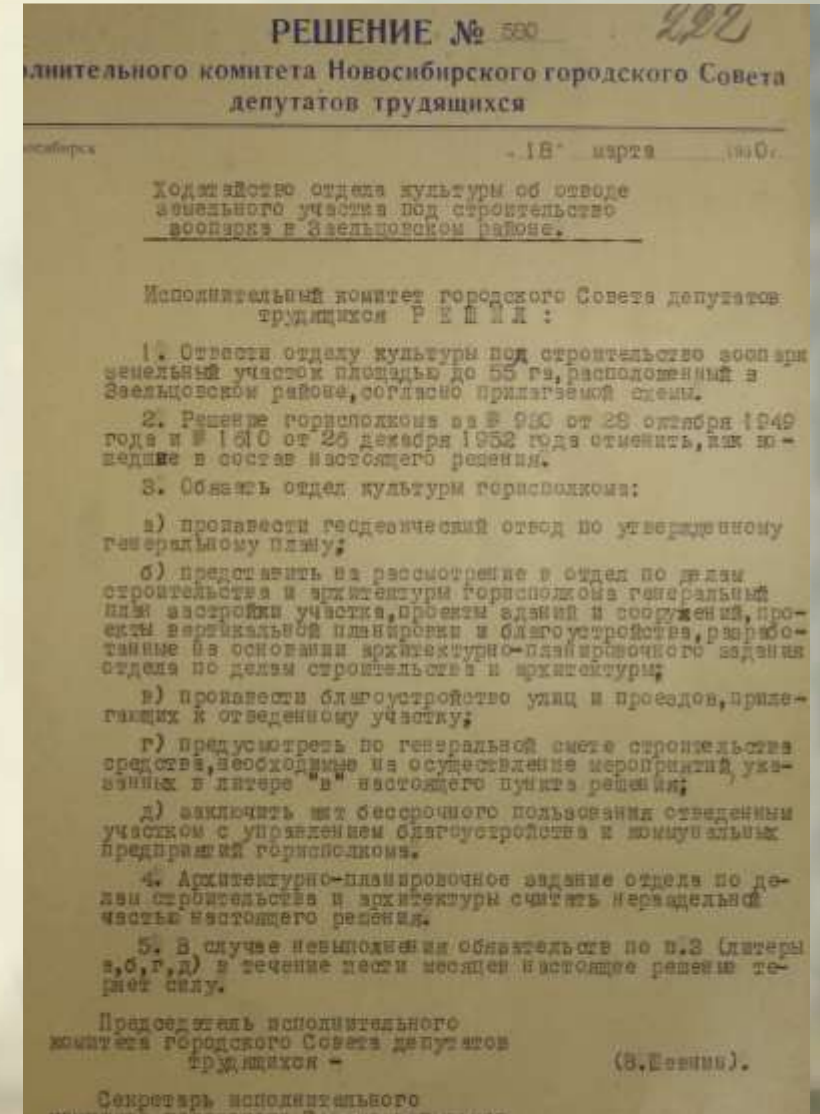 РЕШЕНИЕ № 580
222
лнительного комитета Новосибирского городского Совета
депутатов трудящихся
осибирск
„18" марта 1960г.
Ходатайство отдела культуры об отводе
земельного участка под строительство
зоопарка в Заельцовском районе.
Исполнительный комитет городского Совета депутатов
трудящихся Р Е Ш И Л :
1. Отвести отделу культуры под строительство зоопарк
земельный участок площадью до 55 га,расположенный в
Заельцовском районе,согласно прилагаемой схемы.
2. Решение горисполкома за № 930 от 28 октября 1949
года и № 1610 от 26 декабря 1952 года отменить,как во-
шедшие в состав настоящего решения.
3. Обязать отдел культуры горисполкома:
а) произвести геодезический отвод по утвержденному
генеральному плану;
б) представить на рассмотрение в отдел по делам
строительства и архитектуры горисполкома генеральный
план застройки участка,проекты зданий и сооружений,про-
екты вертикальной планировки и благоустройства,разрабо-
танные на основании архитектурно-планировочного задания
отдела по делам строительства и архитектуры;
в) произвести благоустройство улиц и проездов,приле-
гающих к отведенному участку;
г) предусмотреть по генеральной смете строительства
средства,необходимые на осуществление мероприятий ука-
занных в литере "в" настоящего пункта решения;
д) заключить акт бессрочного пользования отведенным
участком с управлением благоустройства и коммунальных
предприятий горисполкома.
4. Архитектурно-планировочное задание отдела по де-
лам строительства и архитектуры считать нераздельной
частью настоящего решения.
5. В случае невыполнения обязательств по п.3 (литеры
а,б,г,д) в течение шести месяцев настоящее решение те-
ряет силу.
Председатель исполнительного
комитета городского Совета депутатов
трудящихся -
Секретарь исполнительного